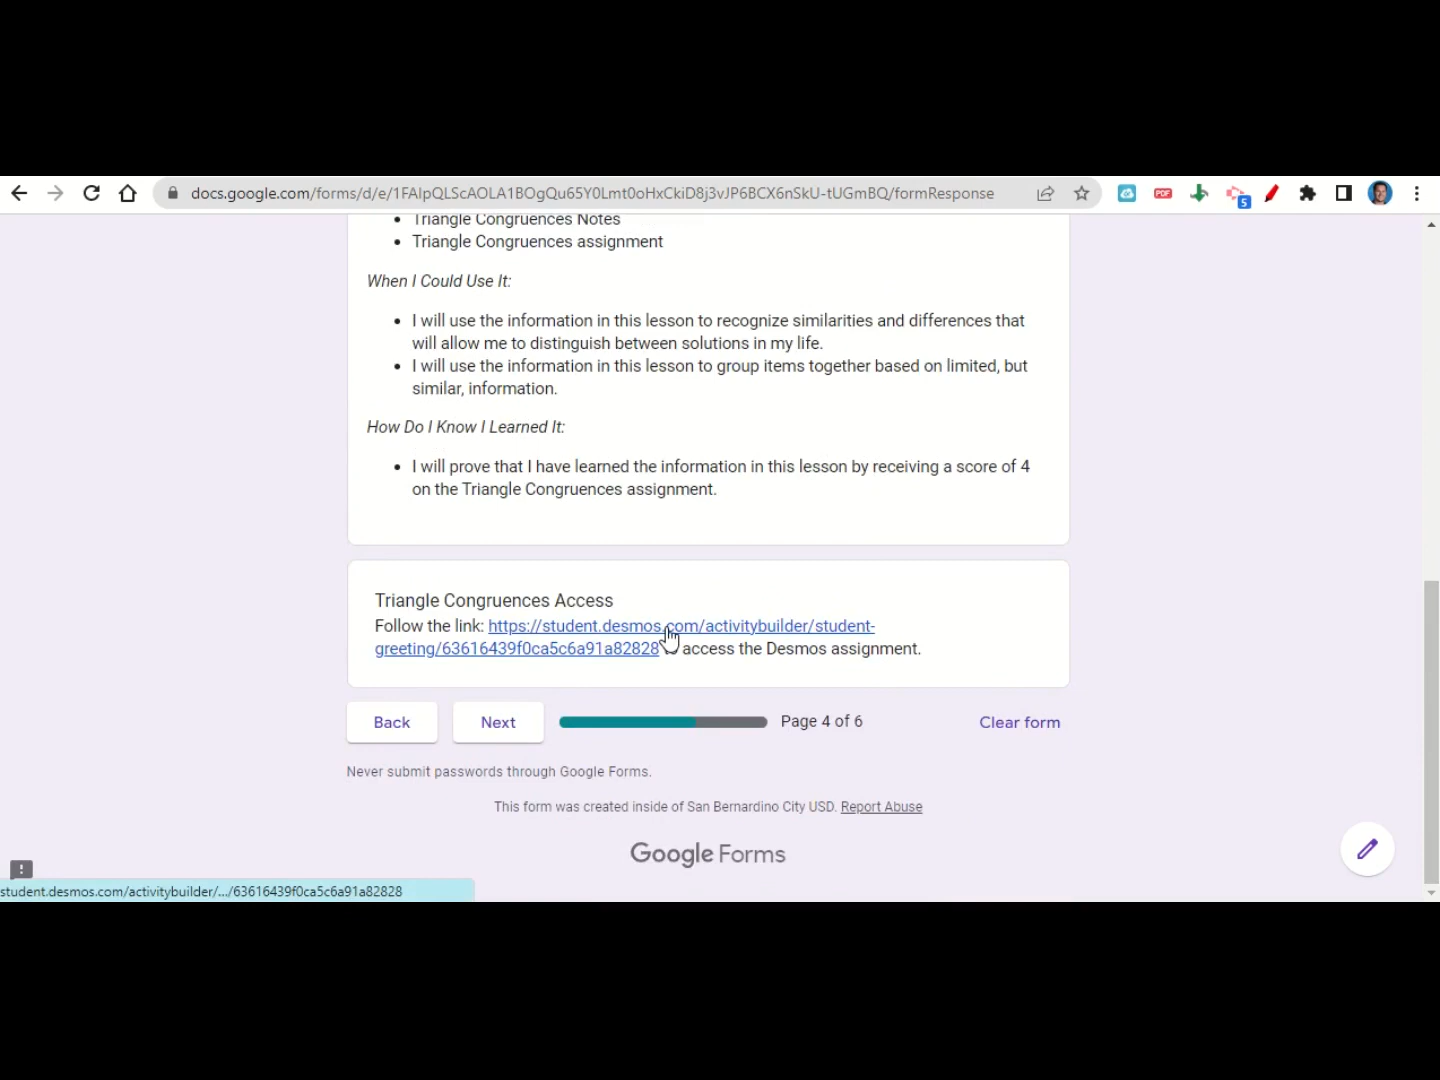 docs.google.com/forms/d/e/1FAIpQLScAOLA1BOgQu65Y0Lmt0oHxCkiD8j3vJP6BCX6nSkU-tUGmBQ/formResponse
PDF
5
Triangle Congruences Notes
Triangle Congruences assignment
When I Could Use It:
I will use the information in this lesson to recognize similarities and differences that
will allow me to distinguish between solutions in my life.
I will use the information in this lesson to group items together based on limited, but
similar, information.
How Do I Know I Learned It:
I will prove that I have learned the information in this lesson by receiving a score of 4
on the Triangle Congruences assignment.
Triangle Congruences Access
Follow the link: https://student.desmos.com/activitybuilder/student-
greeting/63616439f0ca5c6a91a82828 access the Desmos assignment.
Back Next Page 4 of 6 Clear form
Never submit passwords through Google Forms.
This form was created inside of San Bernardino City USD. Report Abuse
Google Forms
student.desmos.com/activitybuilder/.../63616439f0ca5c6a91a82828